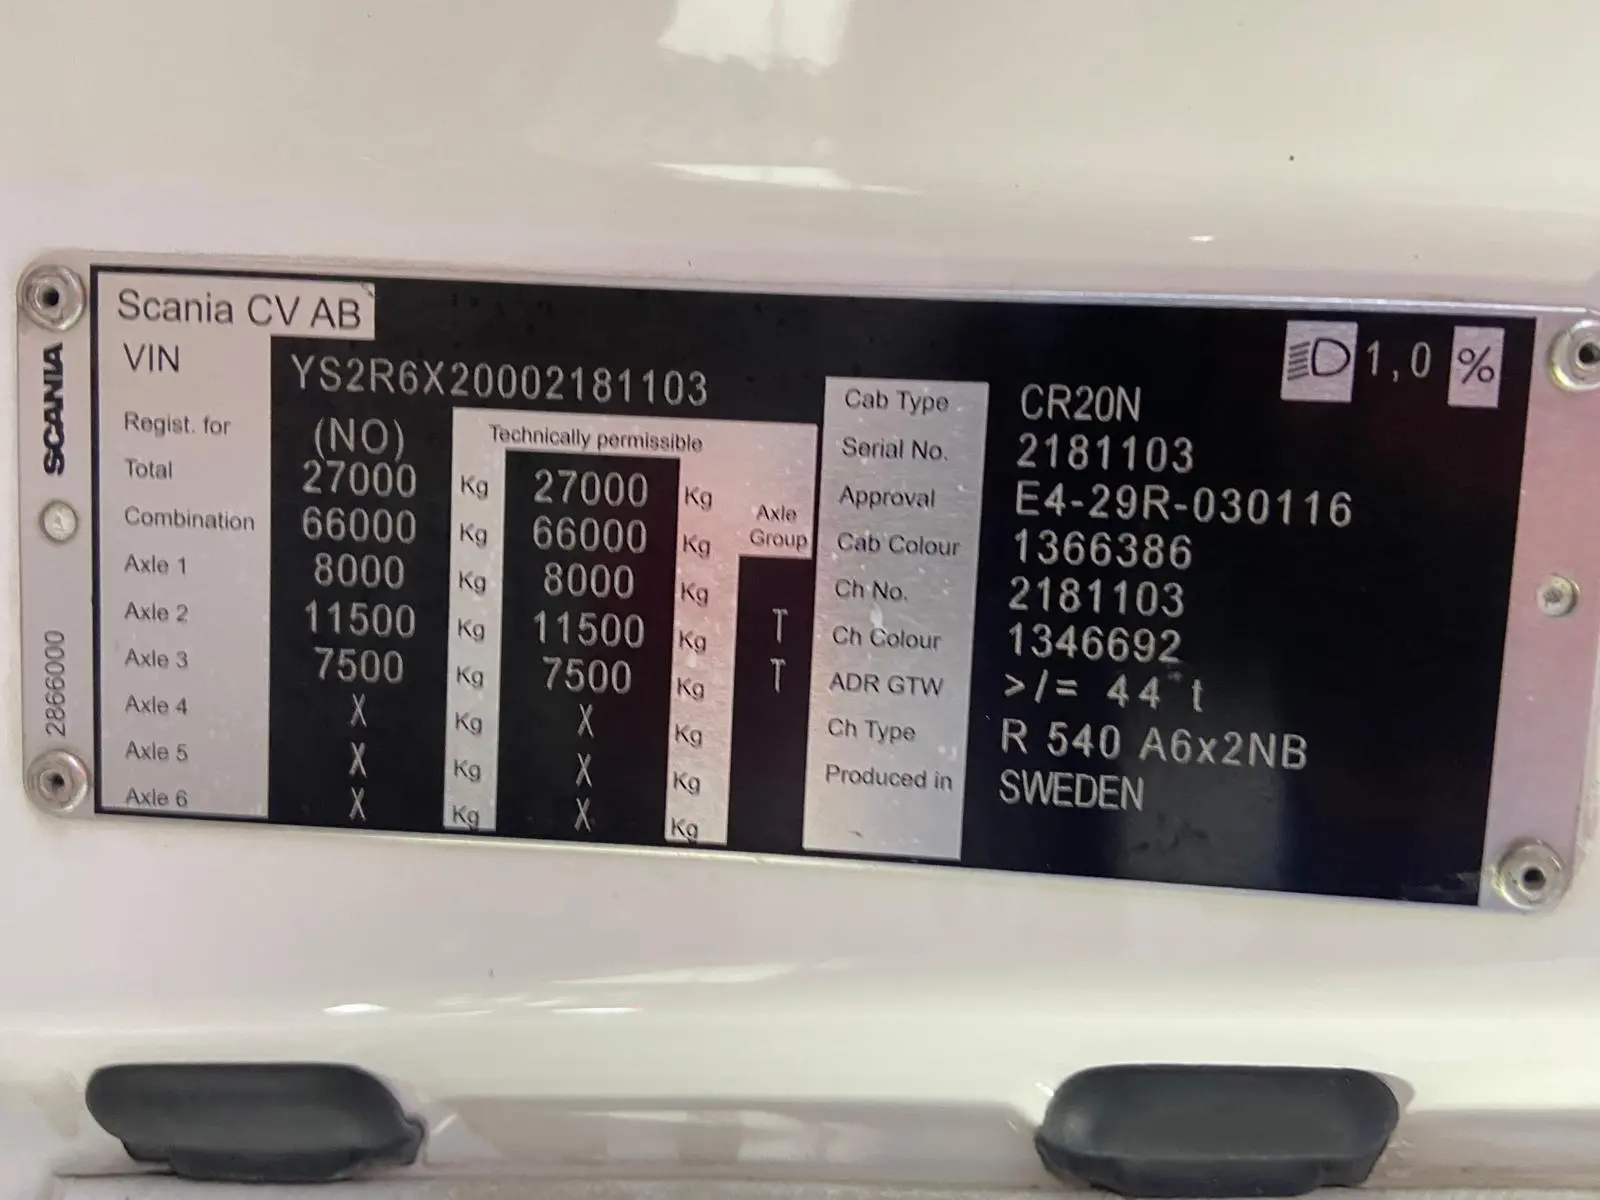 Scania CV AB
VIN YS2R6X20002181103
Regist. for (NO) Technically permissible
Total 27000 Kg 27000 Kg
Combination 66000 Kg 66000 Kg Axle Group
Axle 1 8000 Kg 8000 Kg
Axle 2 11500 Kg 11500 Kg T
Axle 3 7500 Kg 7500 Kg T
Axle 4 X Kg X Kg
Axle 5 X Kg X Kg
Axle 6 X Kg X Kg
1,0 %
Cab Type CR20N
Serial No. 2181103
Approval E4-29R-030116
Cab Colour 1366386
Ch No. 2181103
Ch Colour 1346692
ADR GTW >/= 44 t
Ch Type R 540 A6x2NB
Produced in SWEDEN
SCANIA
2866000